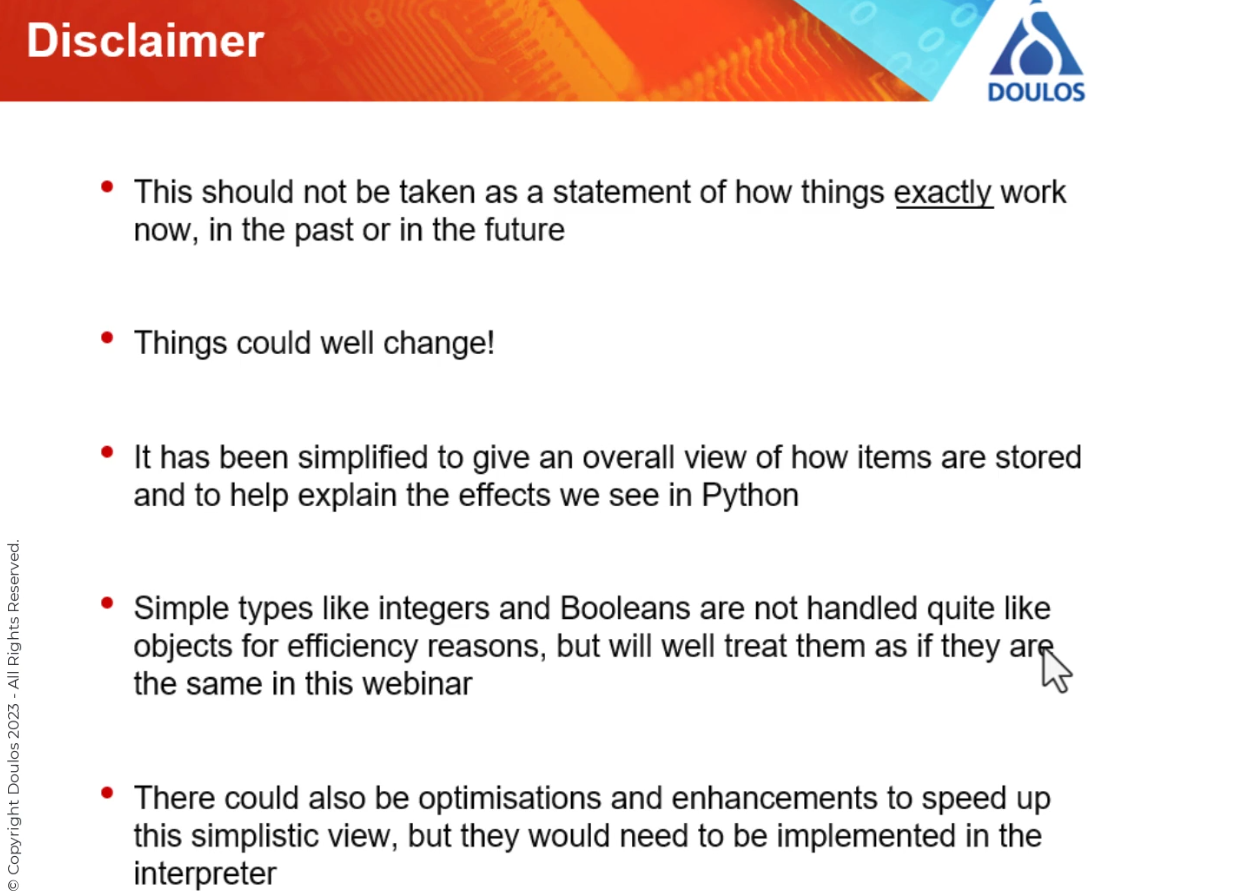 Disclaimer
DOULOS
• This should not be taken as a statement of how things exactly work
now, in the past or in the future
• Things could well change!
• It has been simplified to give an overall view of how items are stored
and to help explain the effects we see in Python
• Simple types like integers and Booleans are not handled quite like
objects for efficiency reasons, but will well treat them as if they are
the same in this webinar
• There could also be optimisations and enhancements to speed up
this simplistic view, but they would need to be implemented in the
interpreter
© Copyright Doulos 2023 - All Rights Reserved.